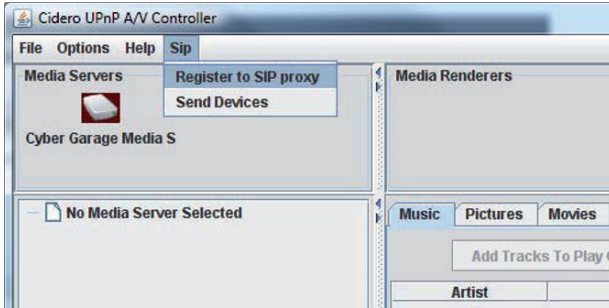 Cidero UPnP A/V Controller
File Options Help Sip
Media Servers
Register to SIP proxy
Send Devices
Cyber Garage Media S
Media Renderers
No Media Server Selected
Music Pictures Movies
Add Tracks To Play
Artist